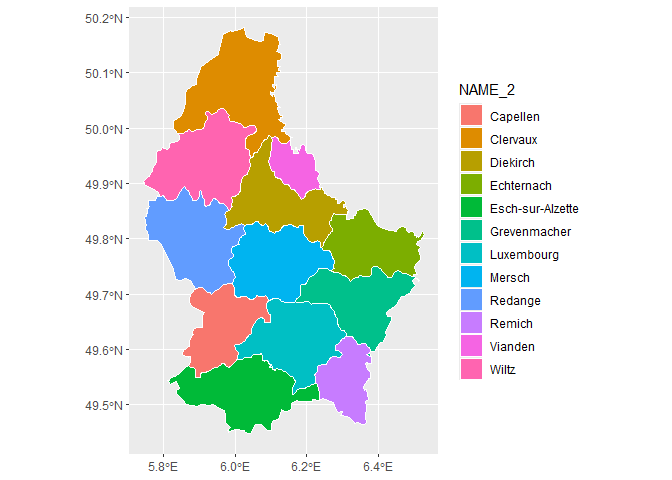 50.2°N
50.1°N
50.0°N
49.9°N
49.8°N
49.7°N
49.6°N
49.5°N
5.8°E 6.0°E 6.2°E 6.4°E
NAME_2
Capellen
Clervaux
Diekirch
Echternach
Esch-sur-Alzette
Grevenmacher
Luxembourg
Mersch
Redange
Remich
Vianden
Wiltz